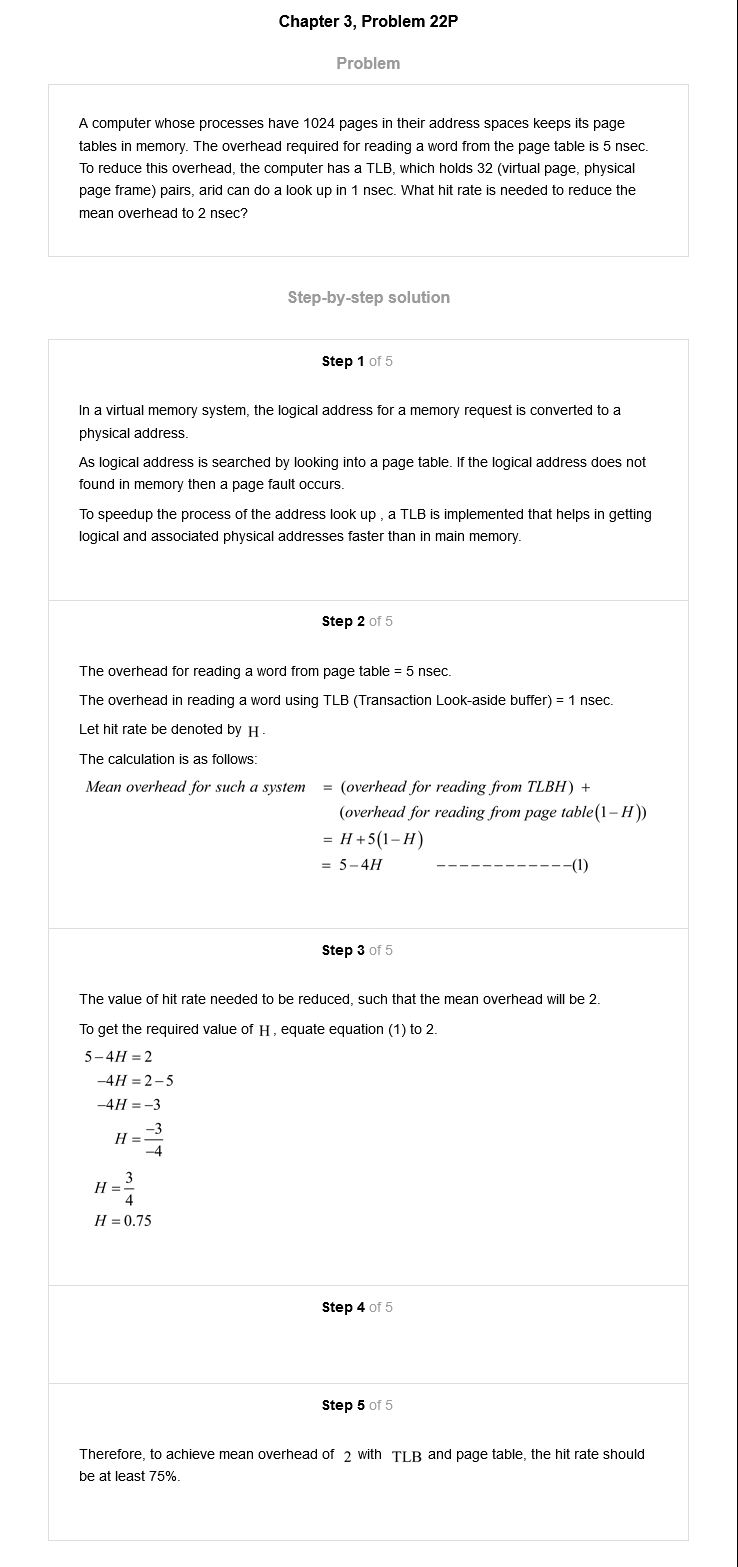 Chapter 3, Problem 22P
Problem
A computer whose processes have 1024 pages in their address spaces keeps its page
tables in memory. The overhead required for reading a word from the page table is 5 nsec.
To reduce this overhead, the computer has a TLB, which holds 32 (virtual page, physical
page frame) pairs, arid can do a look up in 1 nsec. What hit rate is needed to reduce the
mean overhead to 2 nsec?
Step-by-step solution
Step 1 of 5
In a virtual memory system, the logical address for a memory request is converted to a
physical address.
As logical address is searched by looking into a page table. If the logical address does not
found in memory then a page fault occurs.
To speedup the process of the address look up , a TLB is implemented that helps in getting
logical and associated physical addresses faster than in main memory.
Step 2 of 5
The overhead for reading a word from page table = 5 nsec.
The overhead in reading a word using TLB (Transaction Look-aside buffer) = 1 nsec.
Let hit rate be denoted by H .
The calculation is as follows:
Mean overhead for such a system = (overhead for reading from TLBH) +
(overhead for reading from page table(1−H))
= H+5(1−H)
= 5−4H −−−−−−−−−−−−(1)
Step 3 of 5
The value of hit rate needed to be reduced, such that the mean overhead will be 2.
To get the required value of H , equate equation (1) to 2.
5−4H = 2
−4H = 2−5
−4H = −3
H = −3/−4
H = 3/4
H = 0.75
Step 4 of 5
Step 5 of 5
Therefore, to achieve mean overhead of 2 with TLB and page table, the hit rate should
be at least 75%.